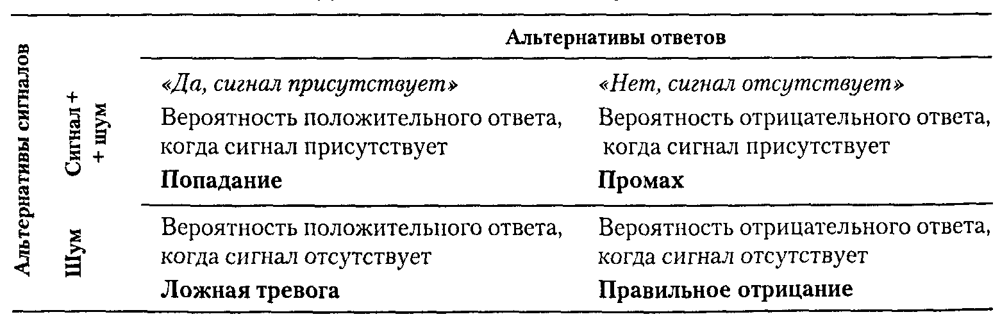 Альтернативы сигналов
Альтернативы ответов
Сигнал +
+ шум
«Да, сигнал присутствует»
Вероятность положительного ответа,
когда сигнал присутствует
Попадание
«Нет, сигнал отсутствует»
Вероятность отрицательного ответа,
когда сигнал присутствует
Промах
Шум
Вероятность положительного ответа,
когда сигнал отсутствует
Ложная тревога
Вероятность отрицательного ответа,
когда сигнал отсутствует
Правильное отрицание